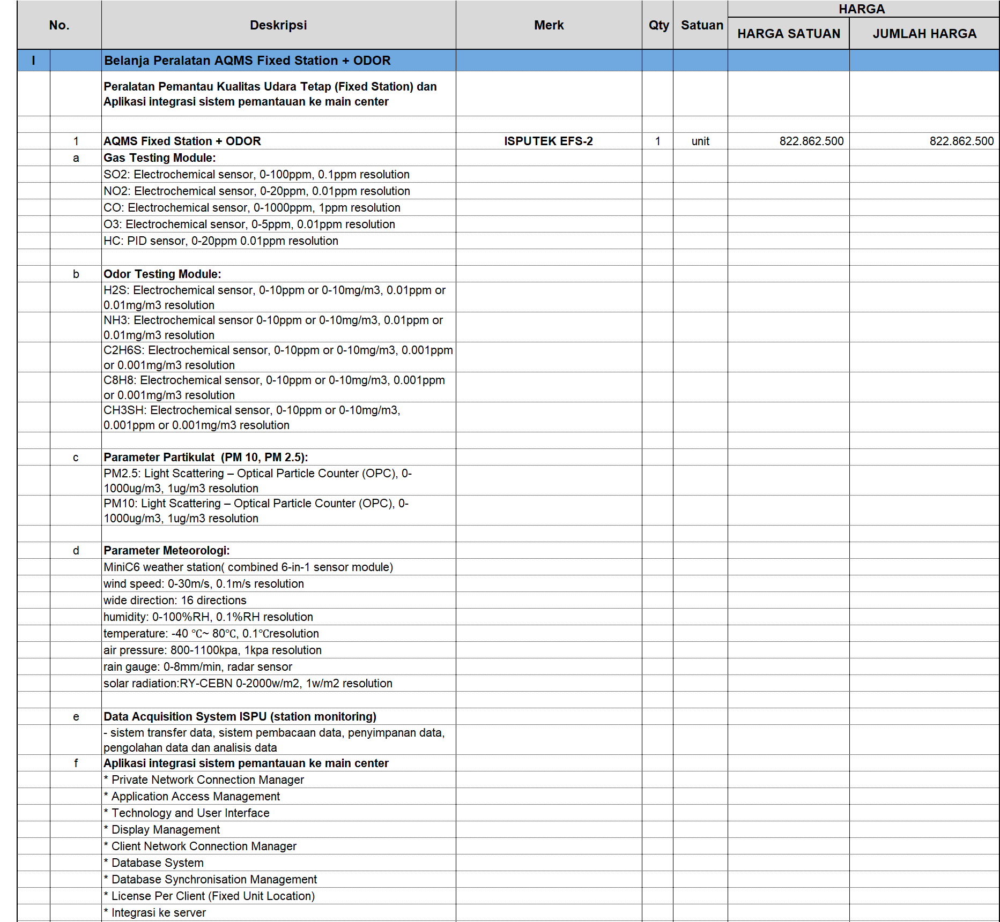 No. Deskripsi Merk Qty Satuan HARGA
HARGA SATUAN JUMLAH HARGA
I Belanja Peralatan AQMS Fixed Station + ODOR
Peralatan Pemantau Kualitas Udara Tetap (Fixed Station) dan
Aplikasi integrasi sistem pemantauan ke main center
1 AQMS Fixed Station + ODOR ISPUTEK EFS-2 1 unit 822.862.500 822.862.500
a Gas Testing Module:
SO2: Electrochemical sensor, 0-100ppm, 0.1ppm resolution
NO2: Electrochemical sensor, 0-20ppm, 0.01ppm resolution
CO: Electrochemical sensor, 0-1000ppm, 1ppm resolution
O3: Electrochemical sensor, 0-5ppm, 0.01ppm resolution
HC: PID sensor, 0-20ppm 0.01ppm resolution
b Odor Testing Module:
H2S: Electrochemical sensor, 0-10ppm or 0-10mg/m3, 0.01ppm or
0.01mg/m3 resolution
NH3: Electrochemical sensor 0-10ppm or 0-10mg/m3, 0.01ppm or
0.01mg/m3 resolution
C2H6S: Electrochemical sensor, 0-10ppm or 0-10mg/m3, 0.001ppm
or 0.001mg/m3 resolution
C8H8: Electrochemical sensor, 0-10ppm or 0-10mg/m3, 0.001ppm
or 0.001mg/m3 resolution
CH3SH: Electrochemical sensor, 0-10ppm or 0-10mg/m3,
0.001ppm or 0.001mg/m3 resolution
c Parameter Partikulat  (PM 10, PM 2.5):
PM2.5: Light Scattering – Optical Particle Counter (OPC), 0-
1000ug/m3, 1ug/m3 resolution
PM10: Light Scattering – Optical Particle Counter (OPC), 0-
1000ug/m3, 1ug/m3 resolution
d Parameter Meteorologi:
MiniC6 weather station( combined 6-in-1 sensor module)
wind speed: 0-30m/s, 0.1m/s resolution
wide direction: 16 directions
humidity: 0-100%RH, 0.1%RH resolution
temperature: -40 ℃~ 80℃, 0.1℃resolution
air pressure: 800-1100kpa, 1kpa resolution
rain gauge: 0-8mm/min, radar sensor
solar radiation:RY-CEBN 0-2000w/m2, 1w/m2 resolution
e Data Acquisition System ISPU (station monitoring)
- sistem transfer data, sistem pembacaan data, penyimpanan data,
pengolahan data dan analisis data
f Aplikasi integrasi sistem pemantauan ke main center
* Private Network Connection Manager
* Application Access Management
* Technology and User Interface
* Display Management
* Client Network Connection Manager
* Database System
* Database Synchronisation Management
* License Per Client (Fixed Unit Location)
* Integrasi ke server